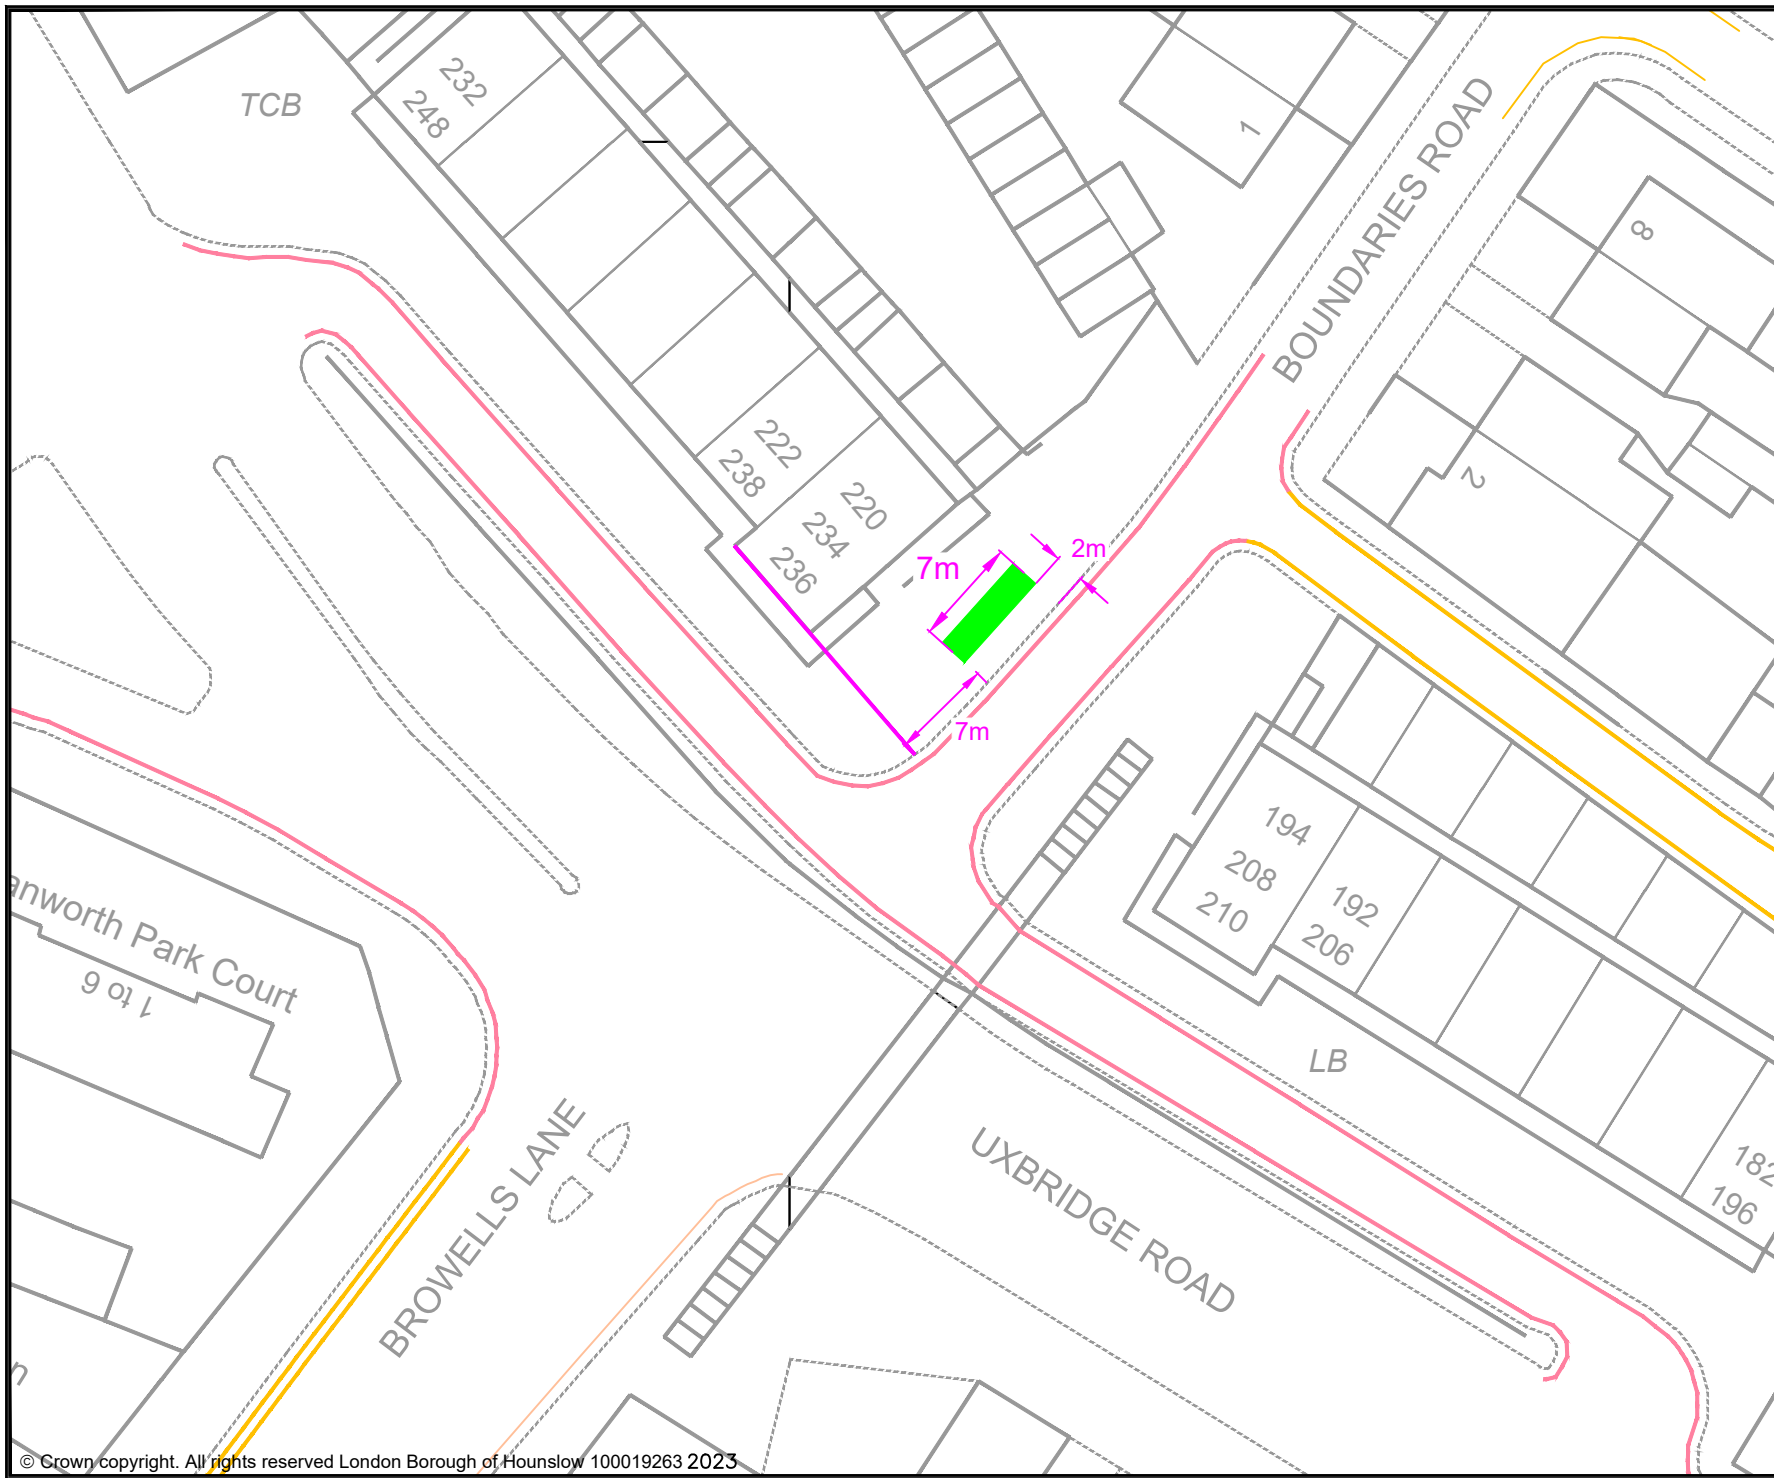 TCB
232
248
1
BOUNDARIES ROAD
8
222
238
220
234
236
2
7m
2m
7m
194
208
210
192
206
anworth Park Court
1 to 6
LB
182
196
BROWELLS LANE
UXBRIDGE ROAD
n
© Crown copyright. All rights reserved London Borough of Hounslow 100019263 2023